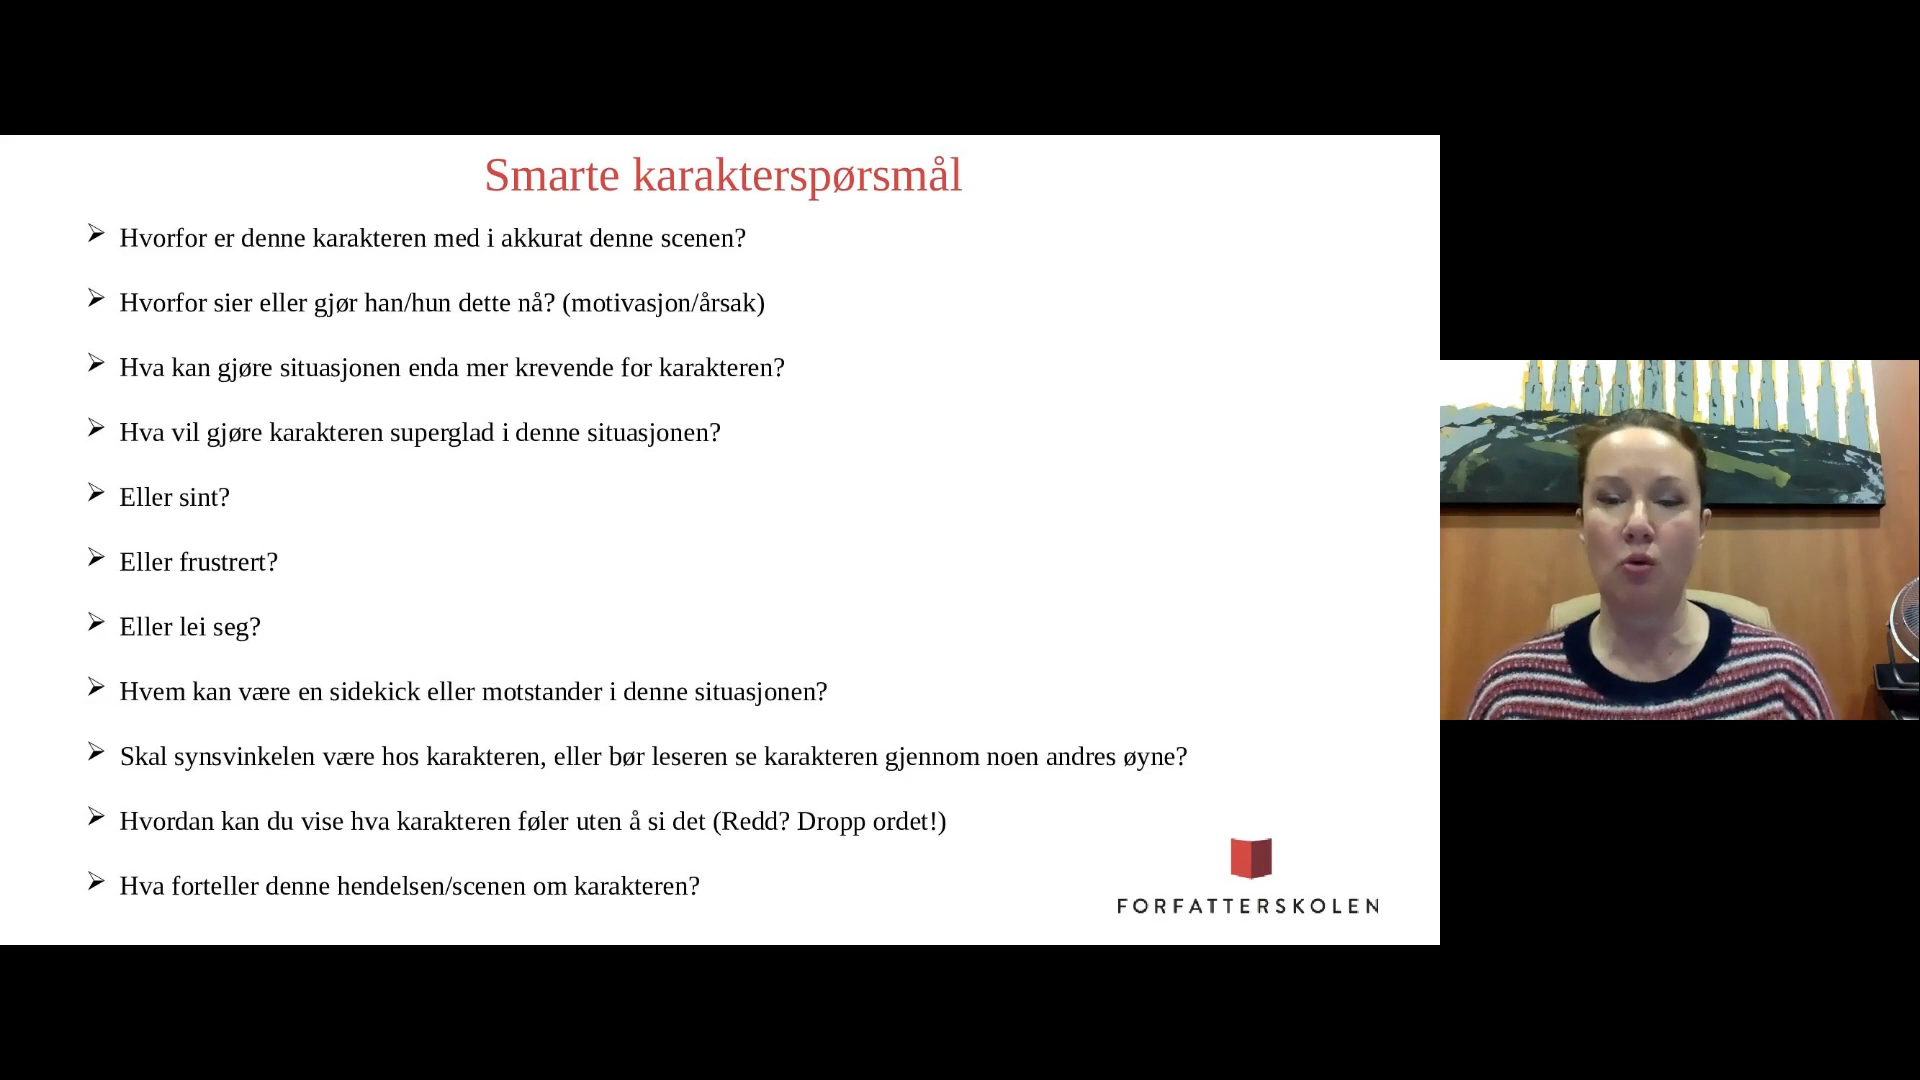 Smarte karakterspørsmål
Hvorfor er denne karakteren med i akkurat denne scenen?
Hvorfor sier eller gjør han/hun dette nå? (motivasjon/årsak)
Hva kan gjøre situasjonen enda mer krevende for karakteren?
Hva vil gjøre karakteren superglad i denne situasjonen?
Eller sint?
Eller frustrert?
Eller lei seg?
Hvem kan være en sidekick eller motstander i denne situasjonen?
Skal synsvinkelen være hos karakteren, eller bør leseren se karakteren gjennom noen andres øyne?
Hvordan kan du vise hva karakteren føler uten å si det (Redd? Dropp ordet!)
Hva forteller denne hendelsen/scenen om karakteren?
FORFATTERSKOLEN